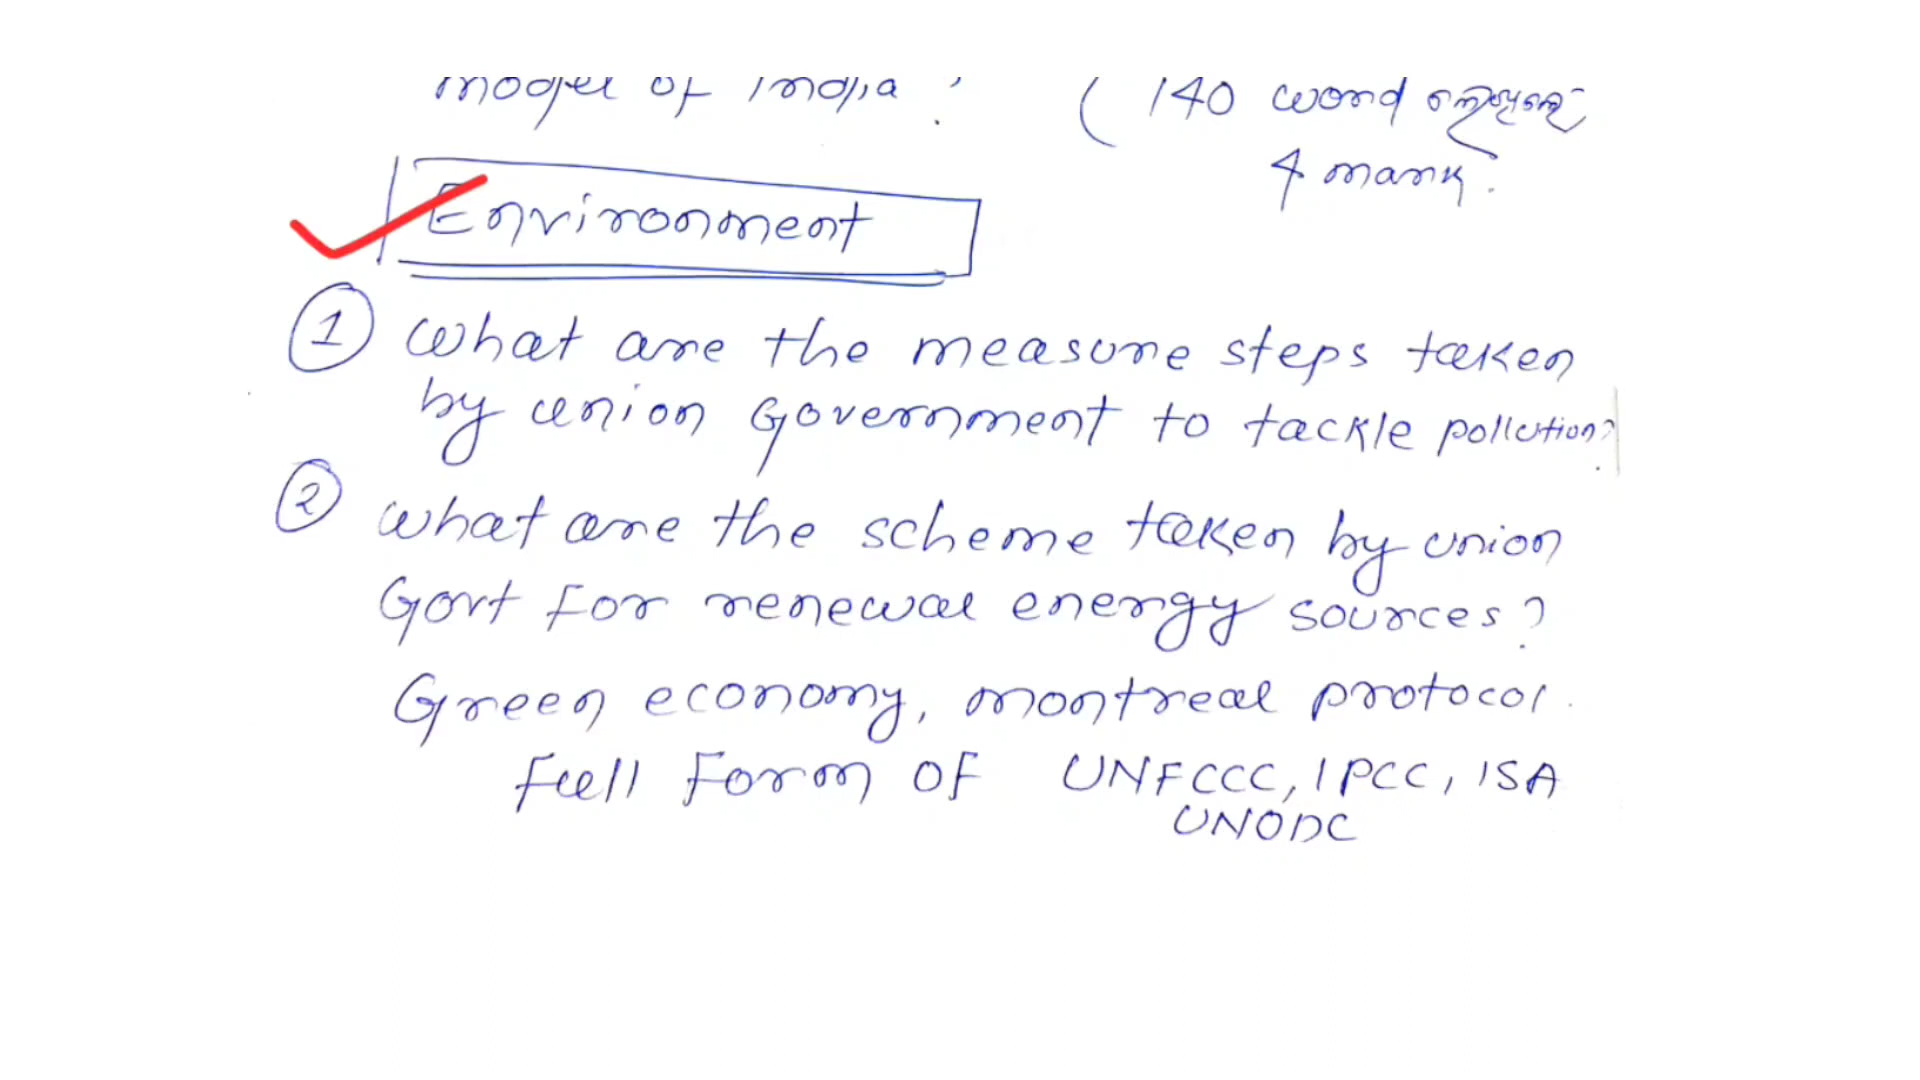 model of India ?
( 140 word
4 mark.
Environment
1 What are the measure steps taken
by union Government to tackle pollution?
2 What are the scheme taken by union
Govt for renewal energy sources?
Green economy, montreal protocol.
Full Form of UNFCCC, IPCC, ISA
UNODC